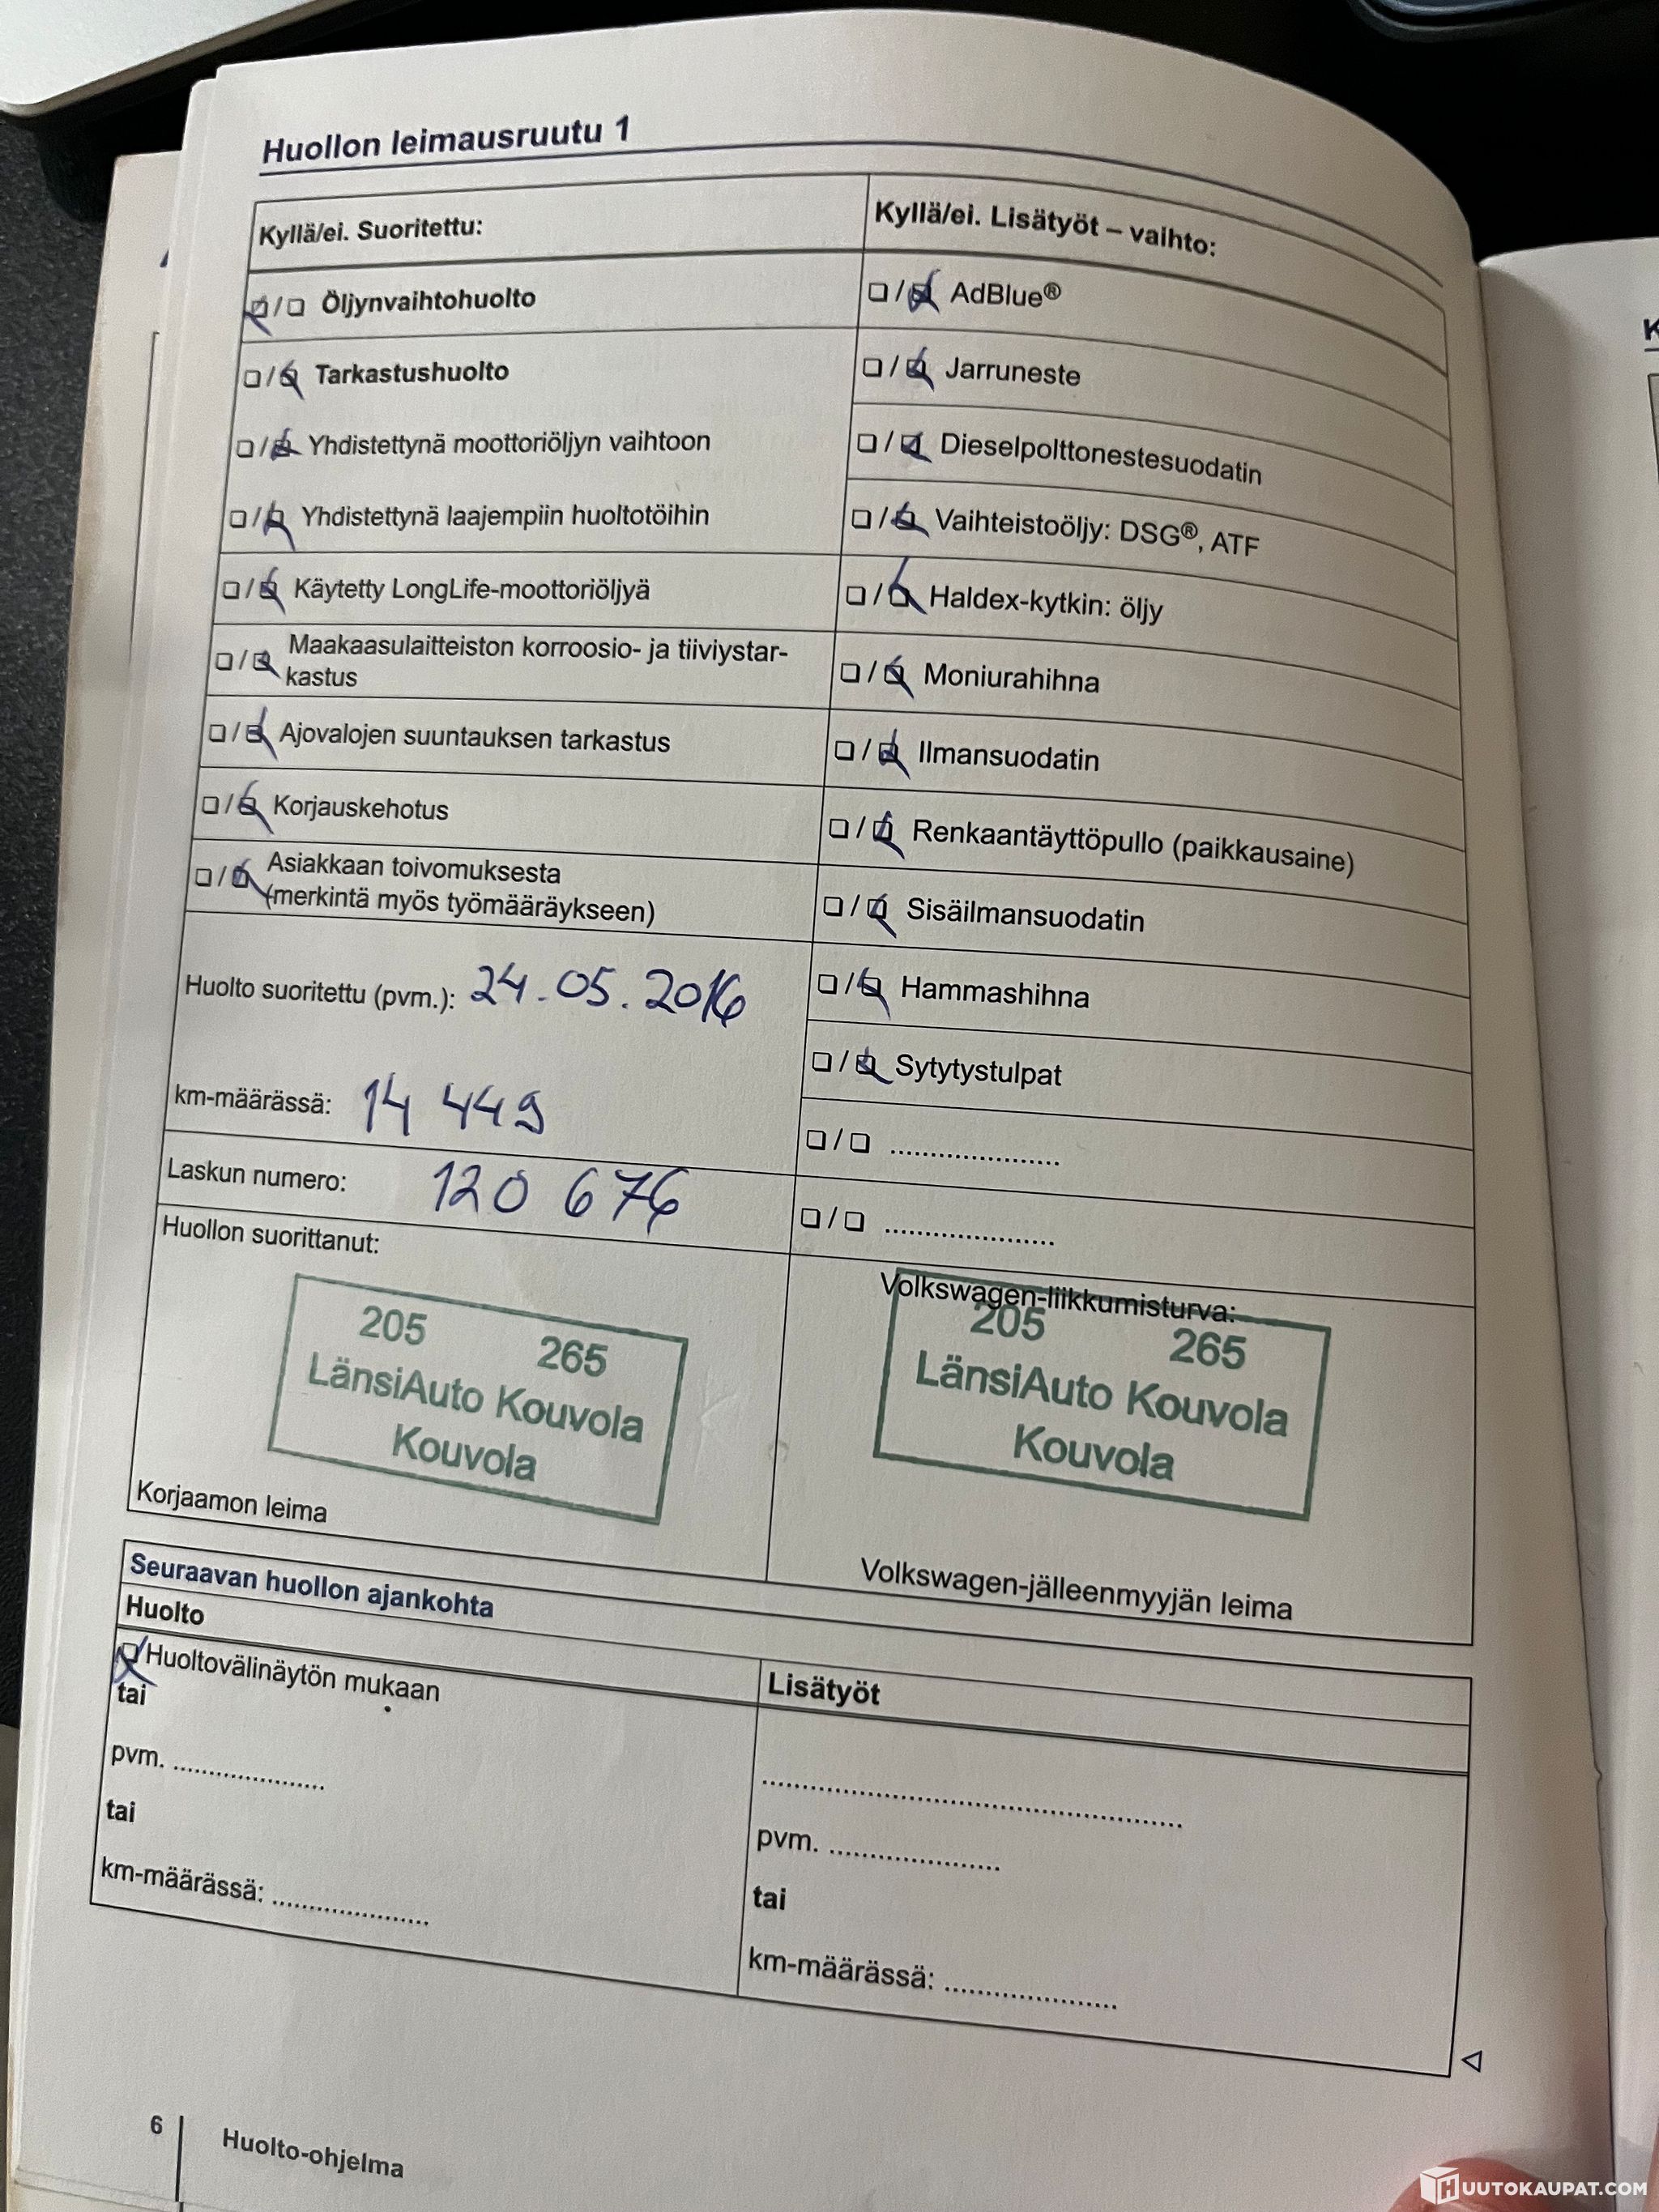 Huollon leimausruutu 1
Kyllä/ei. Suoritettu:
☑/☐ Öljynvaihtohuolto
☐/☑ Tarkastushuolto
☐/☑ Yhdistettynä moottoriöljyn vaihtoon
☐/☑ Yhdistettynä laajempiin huoltotöihin
☐/☑ Käytetty LongLife-moottoriöljyä
☐/☑ Maakaasulaitteiston korroosio- ja tiiviystar-
kastus
☐/☑ Ajovalojen suuntauksen tarkastus
☐/☑ Korjauskehotus
☐/☑ Asiakkaan toivomuksesta
(merkintä myös työmääräykseen)
Huolto suoritettu (pvm.): 24.05.2016
km-määrässä: 14 449
Laskun numero: 120 676
Huollon suorittanut:
205 265
LänsiAuto Kouvola
Kouvola
Korjaamon leima
Kyllä/ei. Lisätyöt – vaihto:
☐/☑ AdBlue®
☐/☑ Jarruneste
☐/☑ Dieselpolttonestesuodatin
☐/☑ Vaihteistoöljy: DSG®, ATF
☐/☑ Haldex-kytkin: öljy
☐/☑ Moniurahihna
☐/☑ Ilmansuodatin
☐/☑ Renkaantäyttöpullo (paikkausaine)
☐/☑ Sisäilmansuodatin
☐/☑ Hammashihna
☐/☑ Sytytystulpat
☐/☐ .....................
☐/☐ .....................
Volkswagen-liikkumisturva:
205 265
LänsiAuto Kouvola
Kouvola
Volkswagen-jälleenmyyjän leima
Seuraavan huollon ajankohta
Huolto
☑ Huoltovälinäytön mukaan
tai
pvm. ...................
tai
km-määrässä: ...................
Lisätyöt
....................................................
pvm. .....................
tai
km-määrässä: .....................
6
Huolto-ohjelma
HUUTOKAUPAT.COM